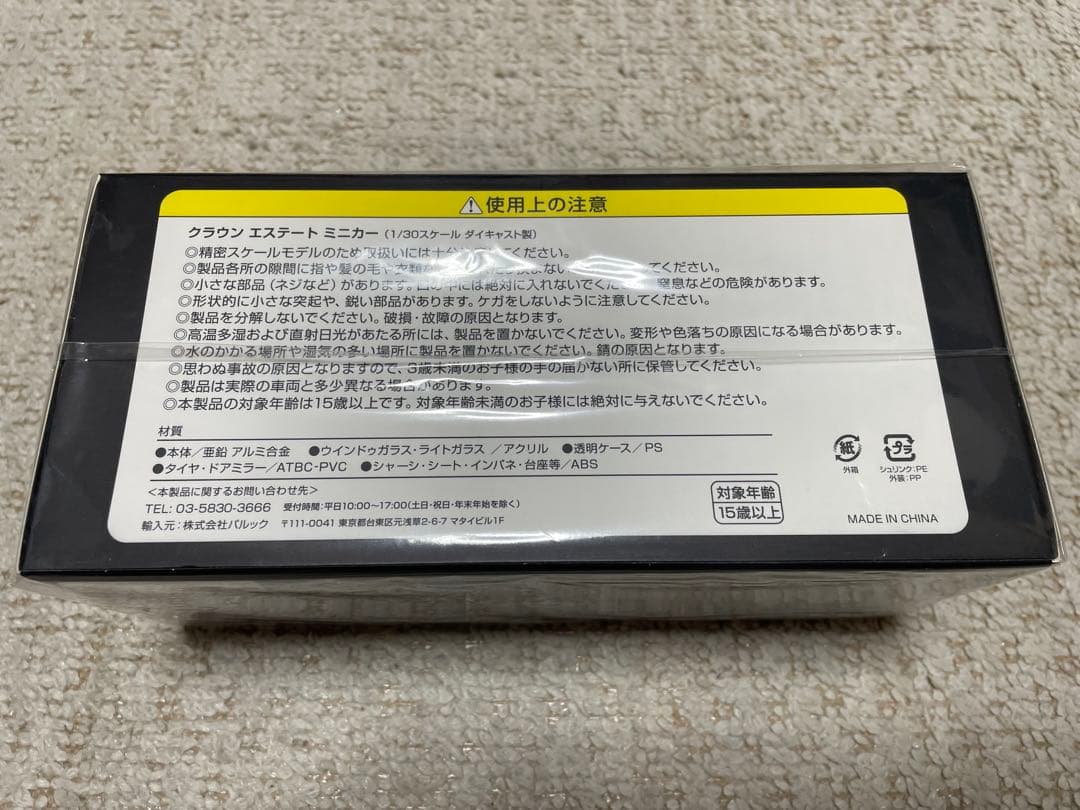 ⚠使用上の注意
クラウン エステート ミニカー（1/30スケール ダイキャスト製）
◎精密スケールモデルのため取扱いには十分 てください。
◎製品各所の隙間に指や髪の毛や衣類 ない てください。
◎小さな部品（ネジなど）があります。口の中には絶対に入れないでくだ 窒息などの危険があります。
◎形状的に小さな突起や、鋭い部品があります。ケガをしないように注意してください。
◎製品を分解しないでください。破損・故障の原因となります。
◎高温多湿および直射日光があたる所には、製品を置かないでください。変形や色落ちの原因になる場合があります。
◎水のかかる場所や湿気の多い場所に製品を置かないでください。錆の原因となります。
◎思わぬ事故の原因となりますので、3歳未満のお子様の手の届かない所に保管してください。
◎製品は実際の車両と多少異なる場合があります。
◎本製品の対象年齢は15歳以上です。対象年齢未満のお子様には絶対に与えないでください。
材質
●本体／亜鉛 アルミ合金 ●ウインドゥガラス・ライトガラス ／アクリル ●透明ケース／PS
●タイヤ・ドアミラー／ATBC-PVC ●シャーシ・シート・インパネ・台座等／ABS
＜本製品に関するお問い合わせ先＞
TEL: 03-5830-3666 受付時間：平日10:00〜17:00（土日・祝日・年末年始を除く）
輸入元：株式会社バルック 〒111-0041 東京都台東区元浅草2-6-7 マタイビル1F
紙
外箱
プラ
シュリンク：PE
外装：PP
対象年齢
15歳以上
MADE IN CHINA